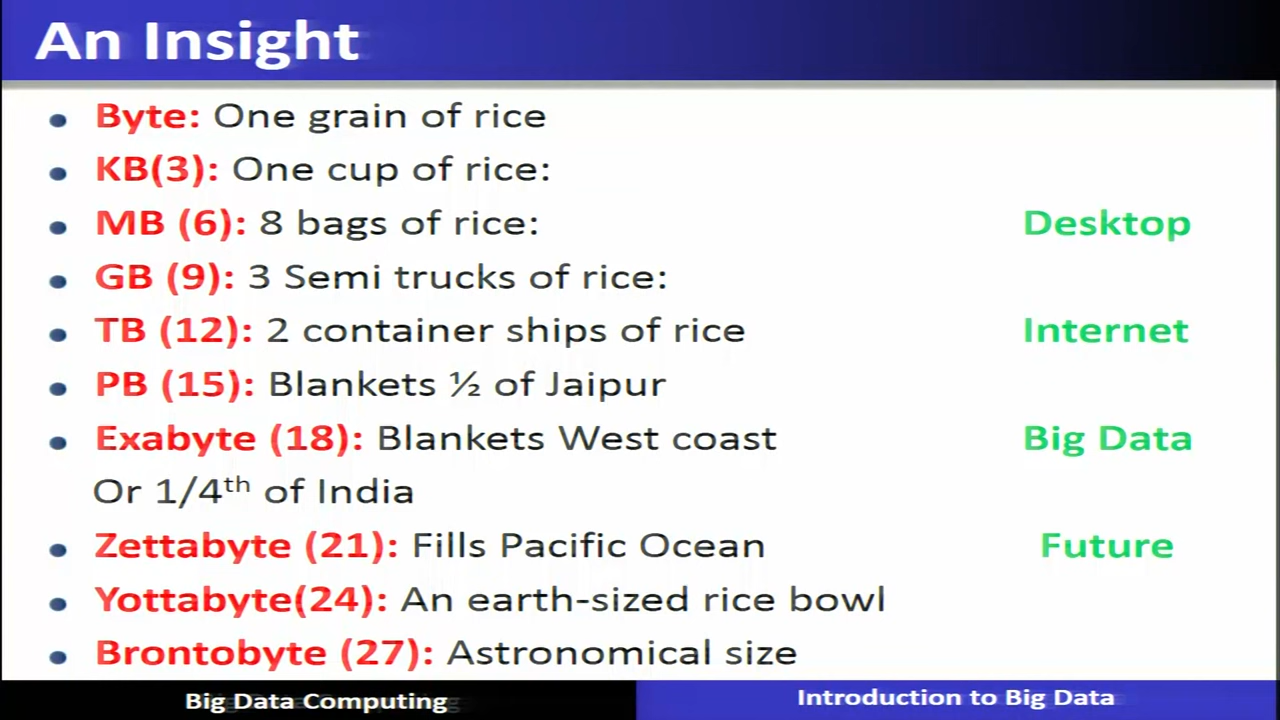 An Insight
Byte: One grain of rice
KB(3): One cup of rice:
MB (6): 8 bags of rice: Desktop
GB (9): 3 Semi trucks of rice:
TB (12): 2 container ships of rice Internet
PB (15): Blankets ½ of Jaipur
Exabyte (18): Blankets West coast Big Data
Or 1/4th of India
Zettabyte (21): Fills Pacific Ocean Future
Yottabyte(24): An earth-sized rice bowl
Brontobyte (27): Astronomical size
Big Data Computing Introduction to Big Data